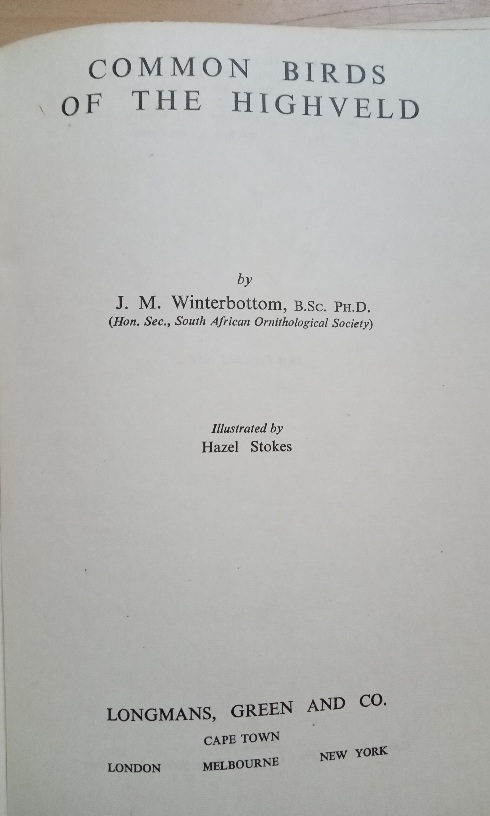 COMMON BIRDS
OF THE HIGHVELD
by
J. M. Winterbottom, B.Sc. Ph.D.
(Hon. Sec., South African Ornithological Society)
Illustrated by
Hazel Stokes
LONGMANS, GREEN AND CO.
CAPE TOWN
LONDON MELBOURNE NEW YORK